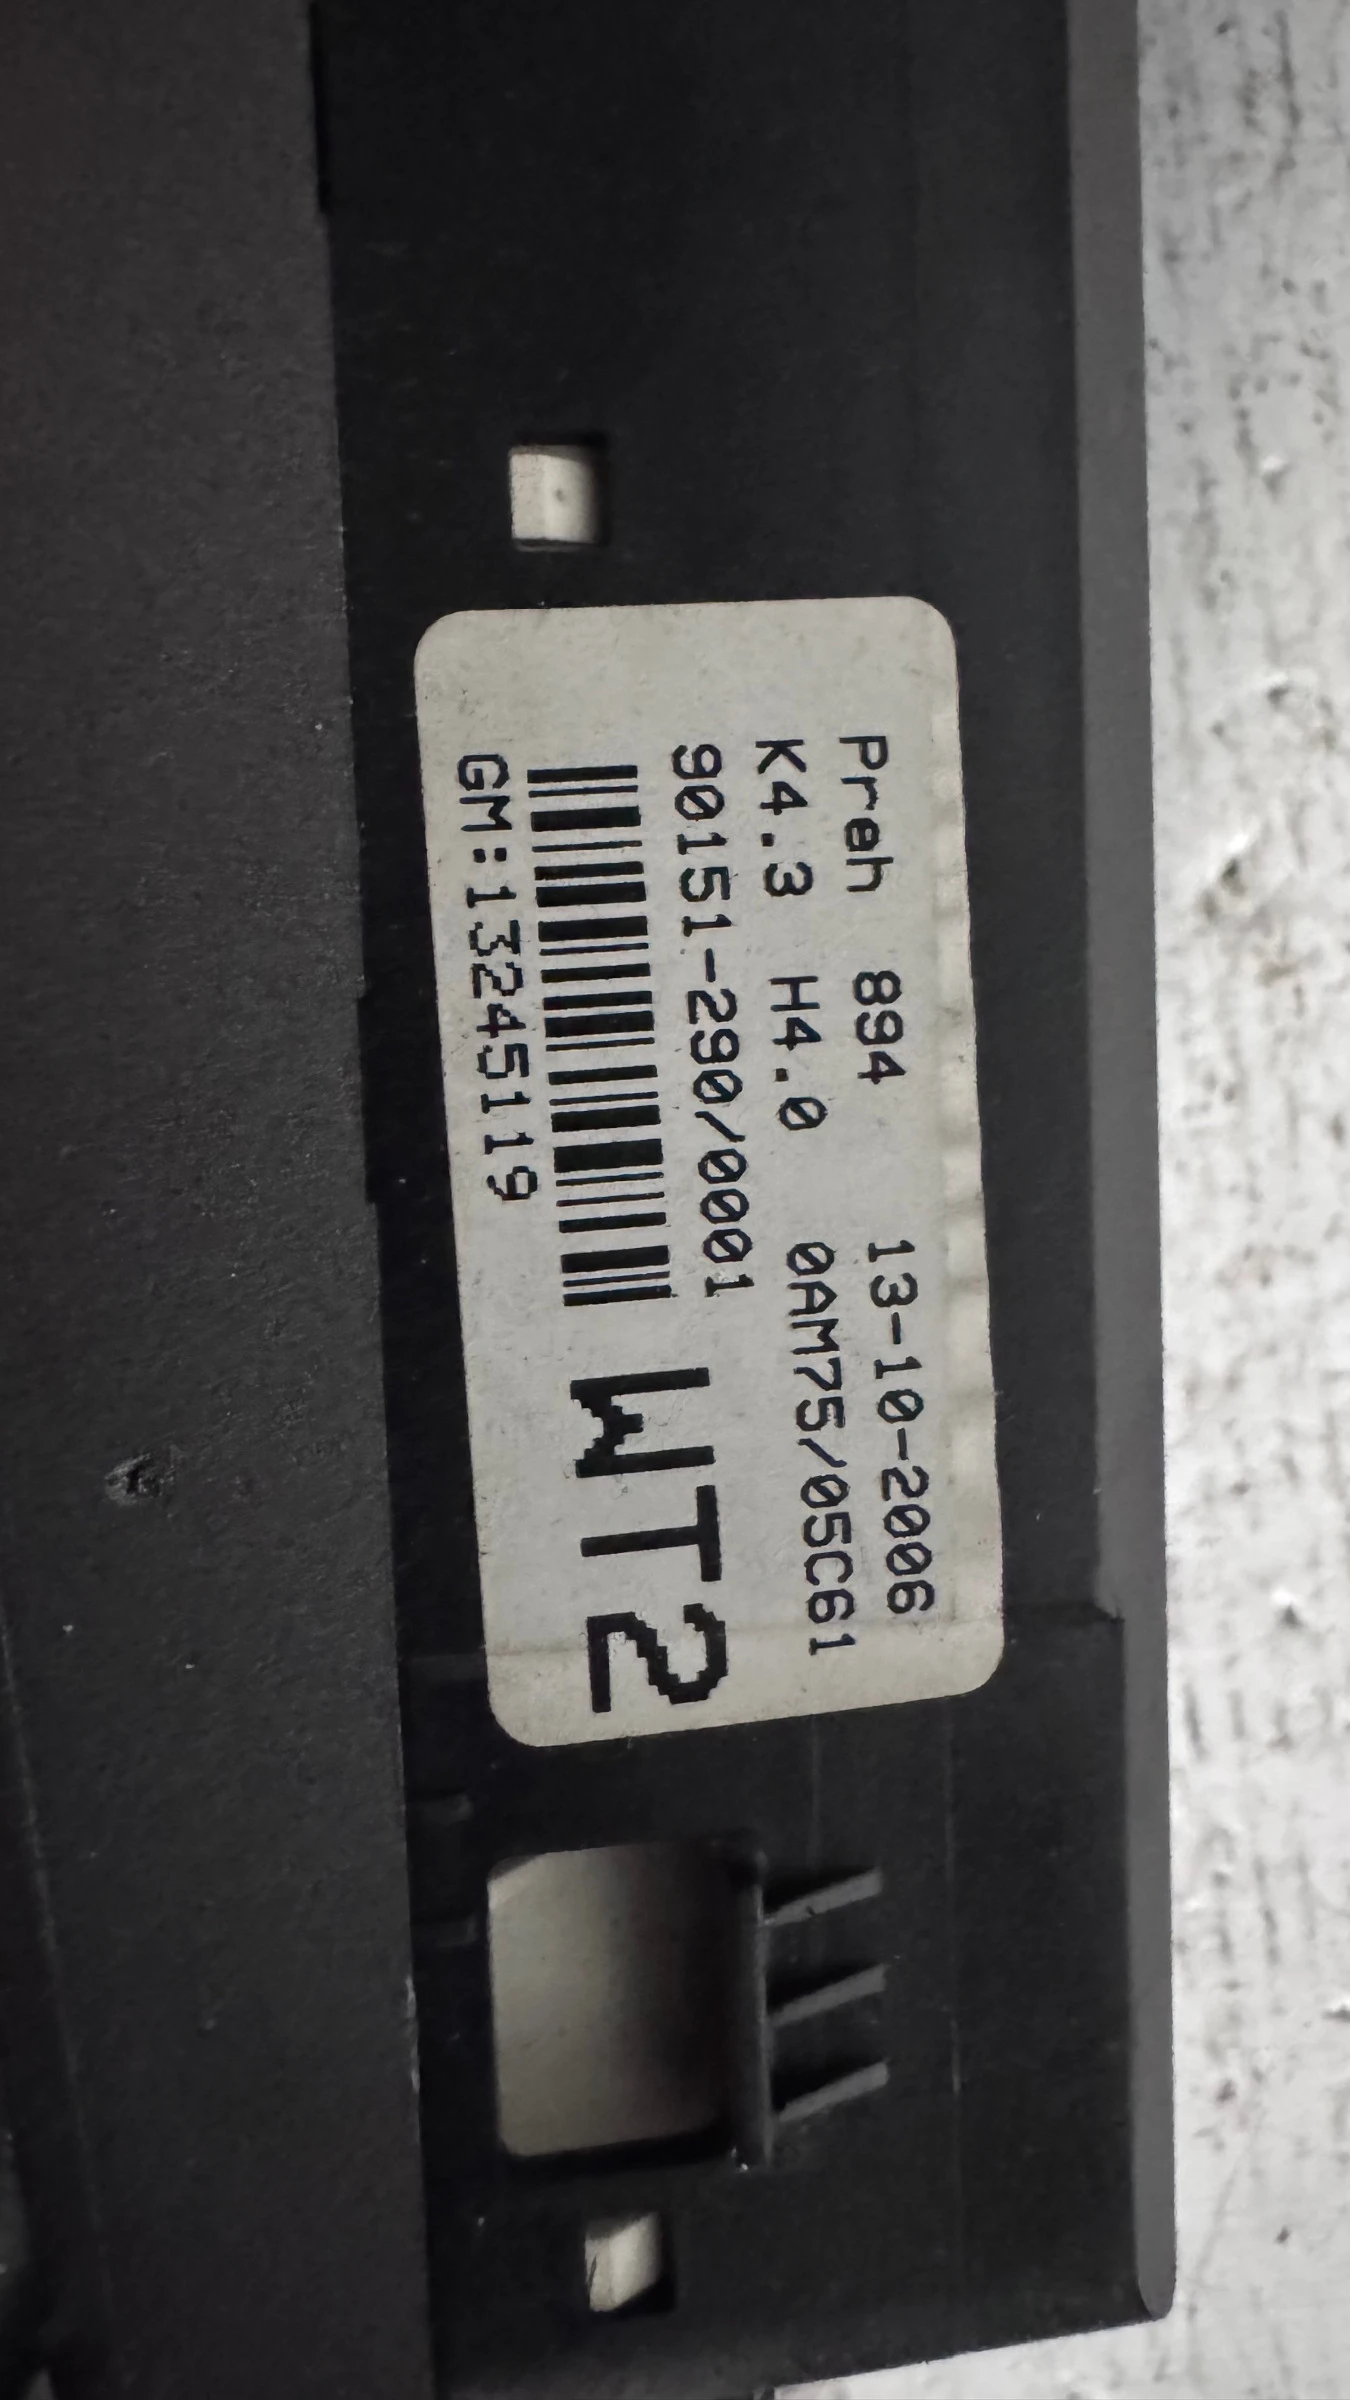 Preh 894 13-10-2006
K4.3 H4.0 0AM75/05C61
90151-290/0001
GM:13245119
WT2